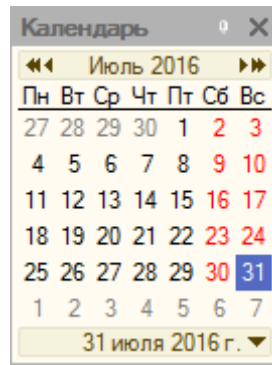 Календарь
Июль 2016
Пн Вт Ср Чт Пт Сб Вс
27 28 29 30 1 2 3
4 5 6 7 8 9 10
11 12 13 14 15 16 17
18 19 20 21 22 23 24
25 26 27 28 29 30 31
1 2 3 4 5 6 7
31 июля 2016 г.